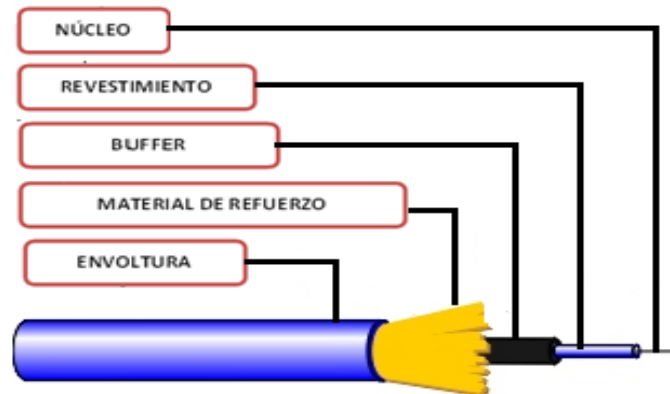 NÚCLEO
REVESTIMIENTO
BUFFER
MATERIAL DE REFUERZO
ENVOLTURA